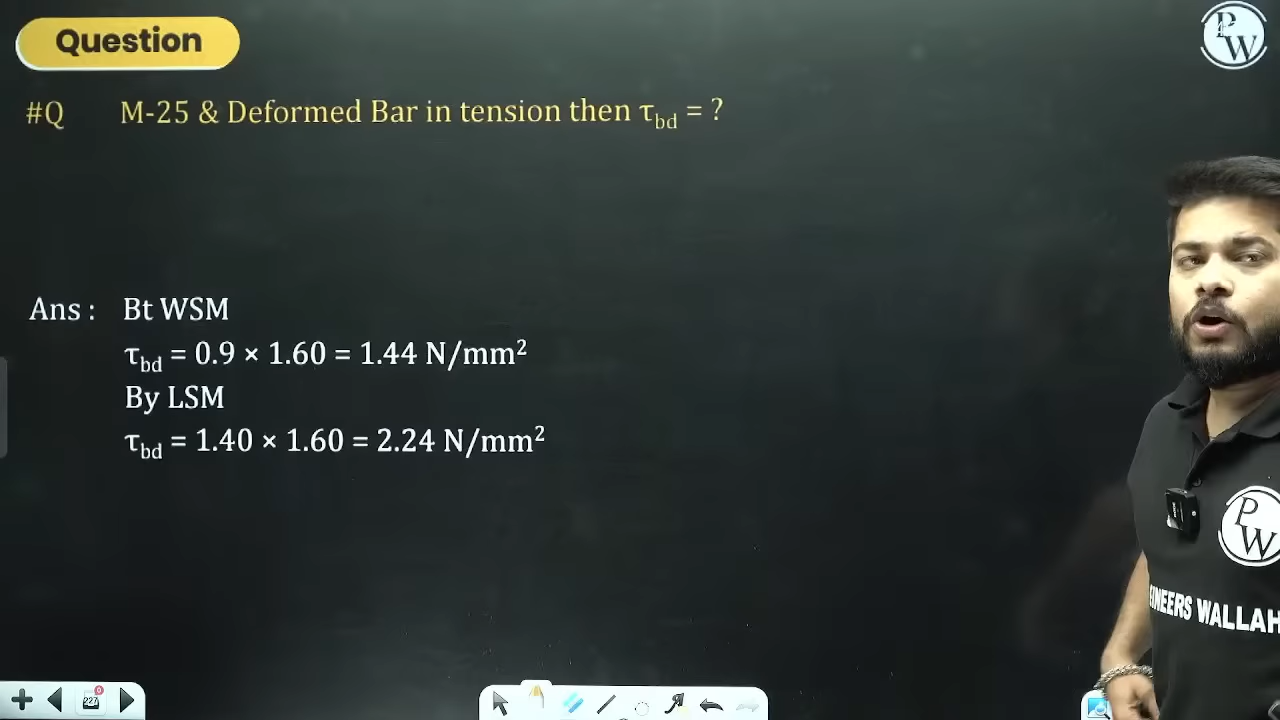 Question
PW
#Q M-25 & Deformed Bar in tension then τbd = ?
Ans : Bt WSM
τbd = 0.9 × 1.60 = 1.44 N/mm²
By LSM
τbd = 1.40 × 1.60 = 2.24 N/mm²
PW
INEERS WALLAH
227